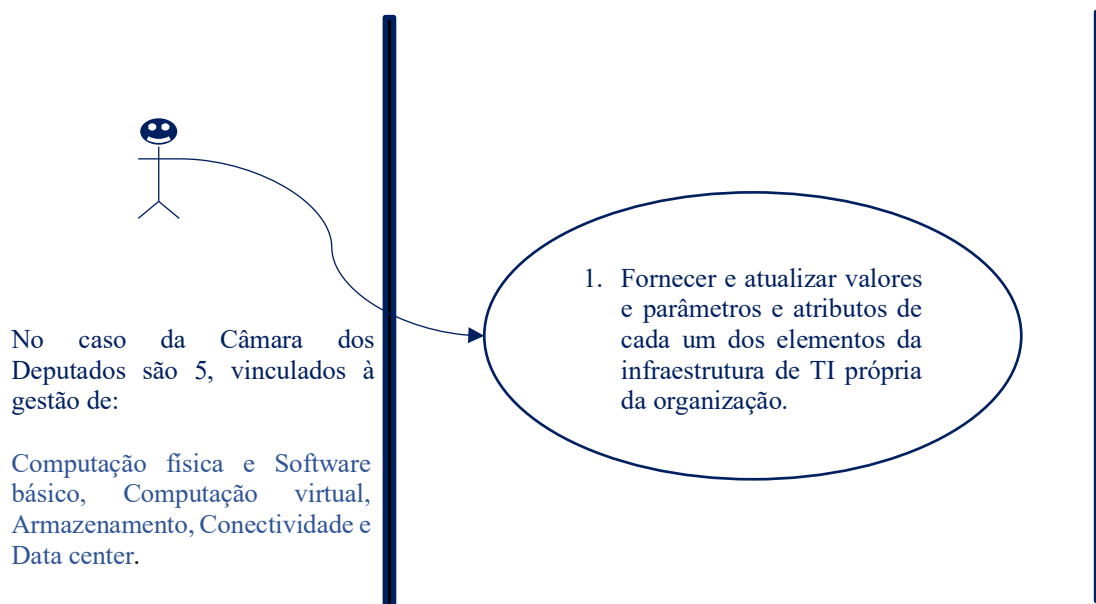 No caso da Câmara dos
Deputados são 5, vinculados à
gestão de:
Computação física e Software
básico, Computação virtual,
Armazenamento, Conectividade e
Data center.
1. Fornecer e atualizar valores
e parâmetros e atributos de
cada um dos elementos da
infraestrutura de TI própria
da organização.